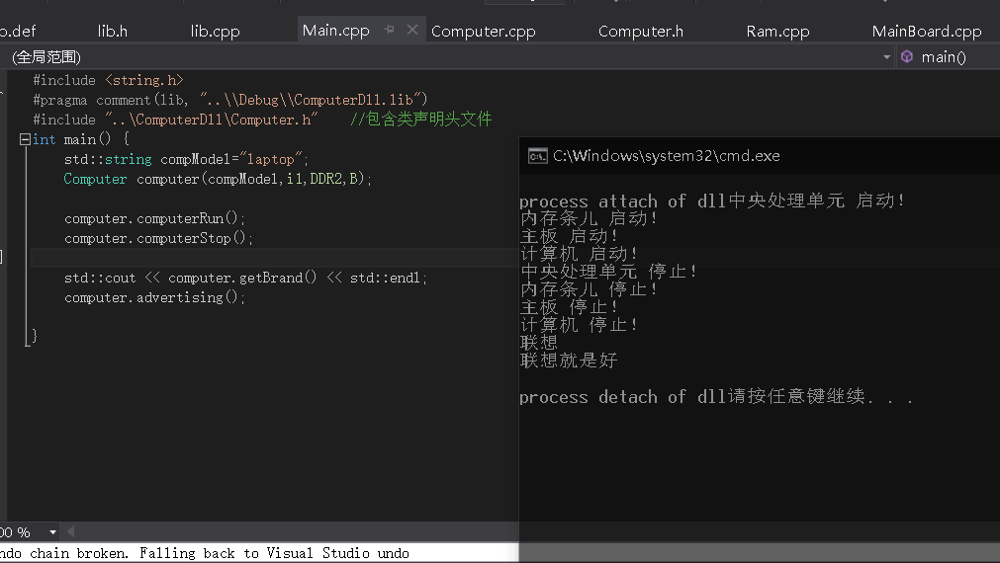 b.def lib.h lib.cpp Main.cpp Computer.cpp Computer.h Ram.cpp MainBoard.cpp
(全局范围) main()
#include <string.h>
#pragma comment(lib, "..\\Debug\\ComputerDll.lib")
#include "..\ComputerDll\Computer.h" //包含类声明头文件
int main() {
std::string compModel="laptop";
Computer computer(compModel,i1,DDR2,B);
computer.computerRun();
computer.computerStop();
std::cout << computer.getBrand() << std::endl;
computer.advertising();
}
C:\Windows\system32\cmd.exe
process attach of dll中央处理单元 启动!
内存条儿 启动!
主板 启动!
计算机 启动!
中央处理单元 停止!
内存条儿 停止!
主板 停止!
计算机 停止!
联想
联想就是好
process detach of dll请按任意键继续. . .
00 %
ndo chain broken. Falling back to Visual Studio undo